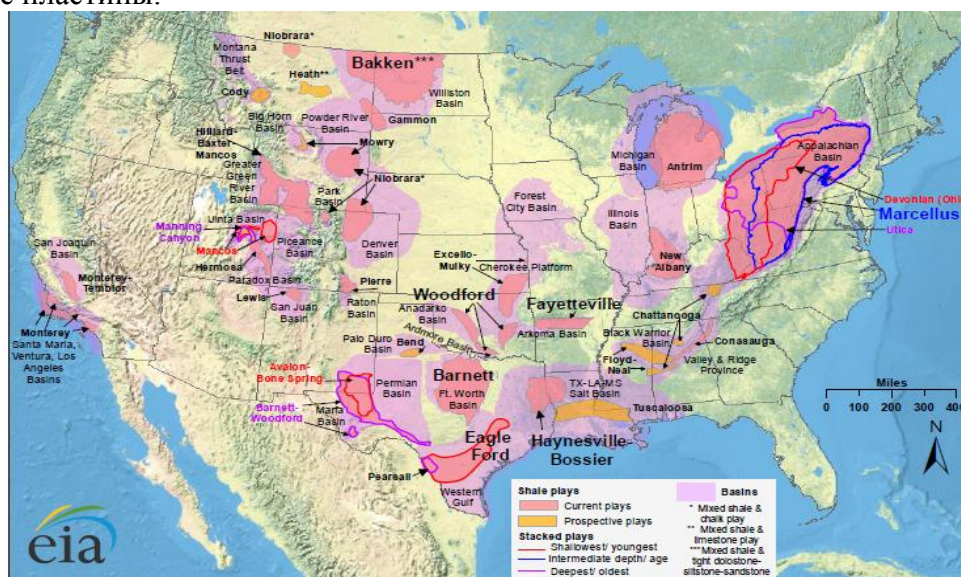 с пластины.
Niobrara*
Montana
Thrust
Belt
Bakken***
Heath**
Cody
Williston
Basin
Big Horn
Basin
Powder River
Basin
Gammon
Hilliard-
Baxter-
Mancos
Mowry
Greater
Green
River
Basin
Niobrara*
Park
Basin
Michigan
Basin
Antrim
Appalachian
Basin
Devonian (Ohi
Marcellus
Utica
Forest
City Basin
Illinois
Basin
Uinta Basin
Manning
Canyon
Mancos
Piceance
Basin
Denver
Basin
Hermosa
Paradox Basin
San Joaquin
Basin
Monterey-
Temblor
Excello-
Mulky
Cherokee Platform
New
Albany
Lewis
San Juan
Basin
Pierre
Raton
Basin
Woodford
Anadarko
Basin
Fayetteville
Arkoma Basin
Chattanooga
Black Warrior
Basin
Conasauga
Monterey
Santa Maria,
Ventura, Los
Angeles
Basins
Ardmore Basin
Palo Duro
Basin
Bend
Floyd-
Neal
Valley & Ridge
Province
Avalon-
Bone Spring
Permian
Basin
Barnett
Ft. Worth
Basin
TX-LA-MS
Salt Basin
Tuscaloosa
Barnett-
Woodford
Marfa
Basin
Eagle
Ford
Haynesville-
Bossier
Pearsall
Western
Gulf
Miles
0 100 200 300 400
N
Shale plays
Current plays
Prospective plays
Stacked plays
Shallowest/ youngest
Intermediate depth/ age
Deepest/ oldest
Basins
* Mixed shale &
chalk play
** Mixed shale &
limestone play
***Mixed shale &
tight dolostone-
siltstone-sandstone
eia